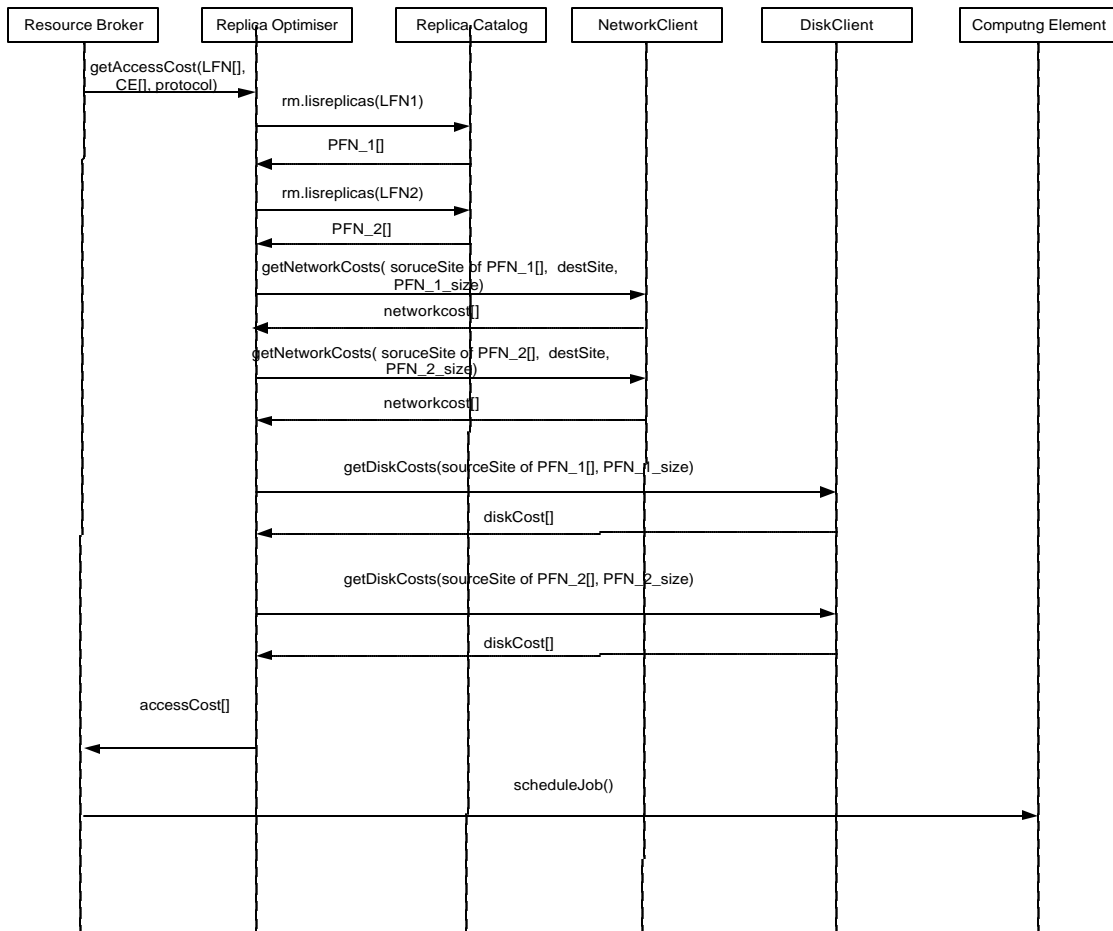 Resource Broker
Replica Optimiser
Replica Catalog
NetworkClient
DiskClient
Computng Element
getAccessCost(LFN[],
CE[], protocol)
rm.lisreplicas(LFN1)
PFN_1[]
rm.lisreplicas(LFN2)
PFN_2[]
getNetworkCosts( soruceSite of PFN_1[], destSite,
PFN_1_size)
networkcost[]
getNetworkCosts( soruceSite of PFN_2[], destSite,
PFN_2_size)
networkcost[]
getDiskCosts(sourceSite of PFN_1[], PFN_1_size)
diskCost[]
getDiskCosts(sourceSite of PFN_2[], PFN_2_size)
diskCost[]
accessCost[]
scheduleJob()